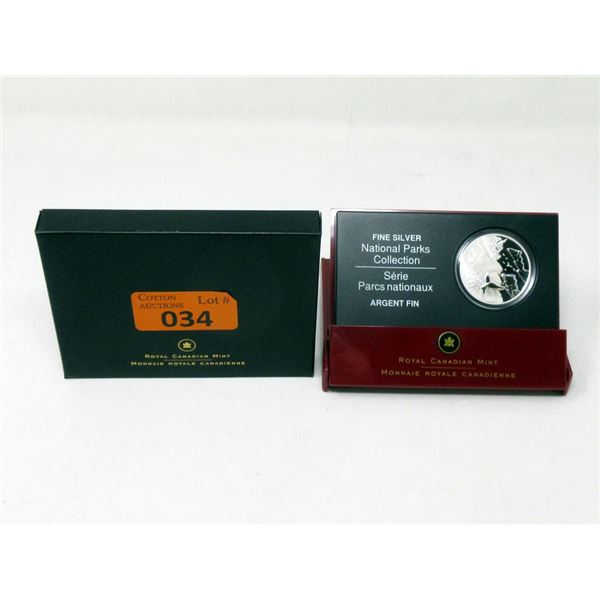 COTTON
AUCTIONS
Lot #
034
ROYAL CANADIAN MINT
MONNAIE ROYALE CANADIENNE
FINE SILVER
National Parks
Collection
Série
Parcs nationaux
ARGENT FIN
ROYAL CANADIAN MINT
MONNAIE ROYALE CANADIENNE